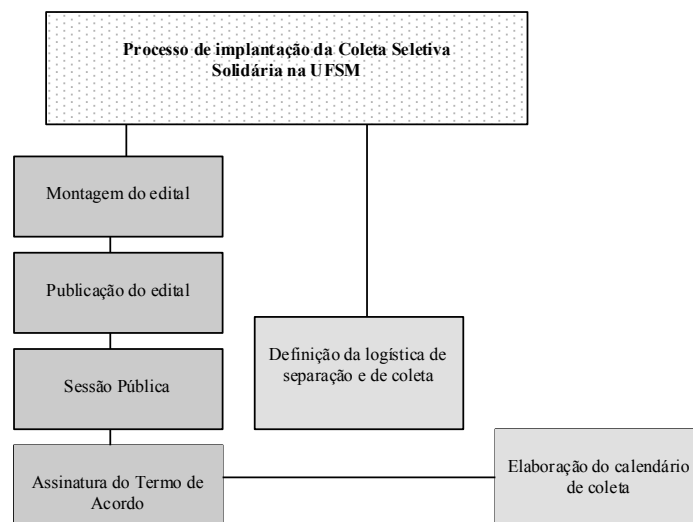 Processo de implantação da Coleta Seletiva
Solidária na UFSM
Montagem do edital
Publicação do edital
Sessão Pública
Assinatura do Termo de
Acordo
Definição da logística de
separação e de coleta
Elaboração do calendário
de coleta